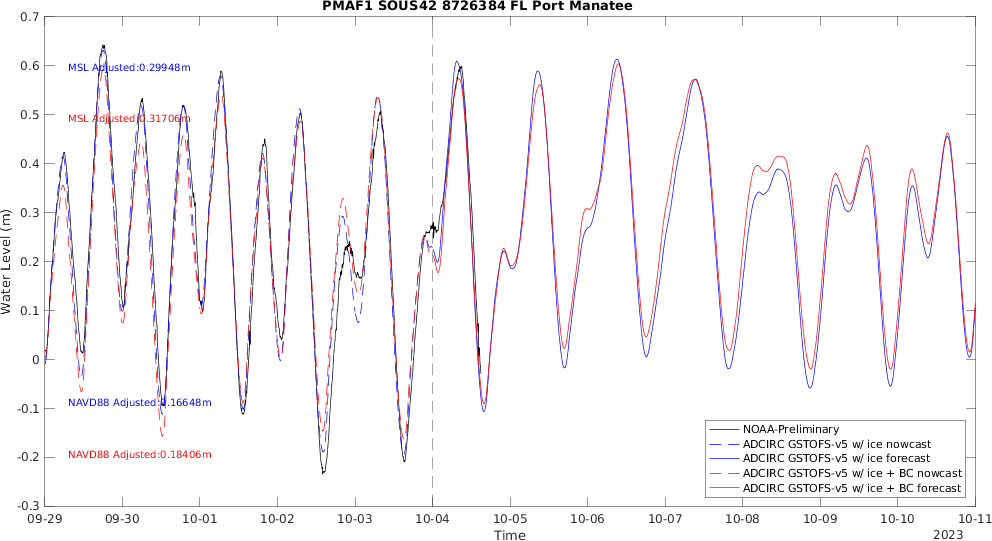 PMAF1 SOUS42 8726384 FL Port Manatee
0.7
0.6
0.5
0.4
0.3
0.2
0.1
0
-0.1
-0.2
-0.3
Water Level (m)
MSL Adjusted:0.29948m
MSL Adjusted:0.31706m
NAVD88 Adjusted:0.16648m
NAVD88 Adjusted:0.18406m
NOAA-Preliminary
ADCIRC GSTOFS-v5 w/ ice nowcast
ADCIRC GSTOFS-v5 w/ ice forecast
ADCIRC GSTOFS-v5 w/ ice + BC nowcast
ADCIRC GSTOFS-v5 w/ ice + BC forecast
09-29 09-30 10-01 10-02 10-03 10-04 10-05 10-06 10-07 10-08 10-09 10-10 10-11
Time
2023